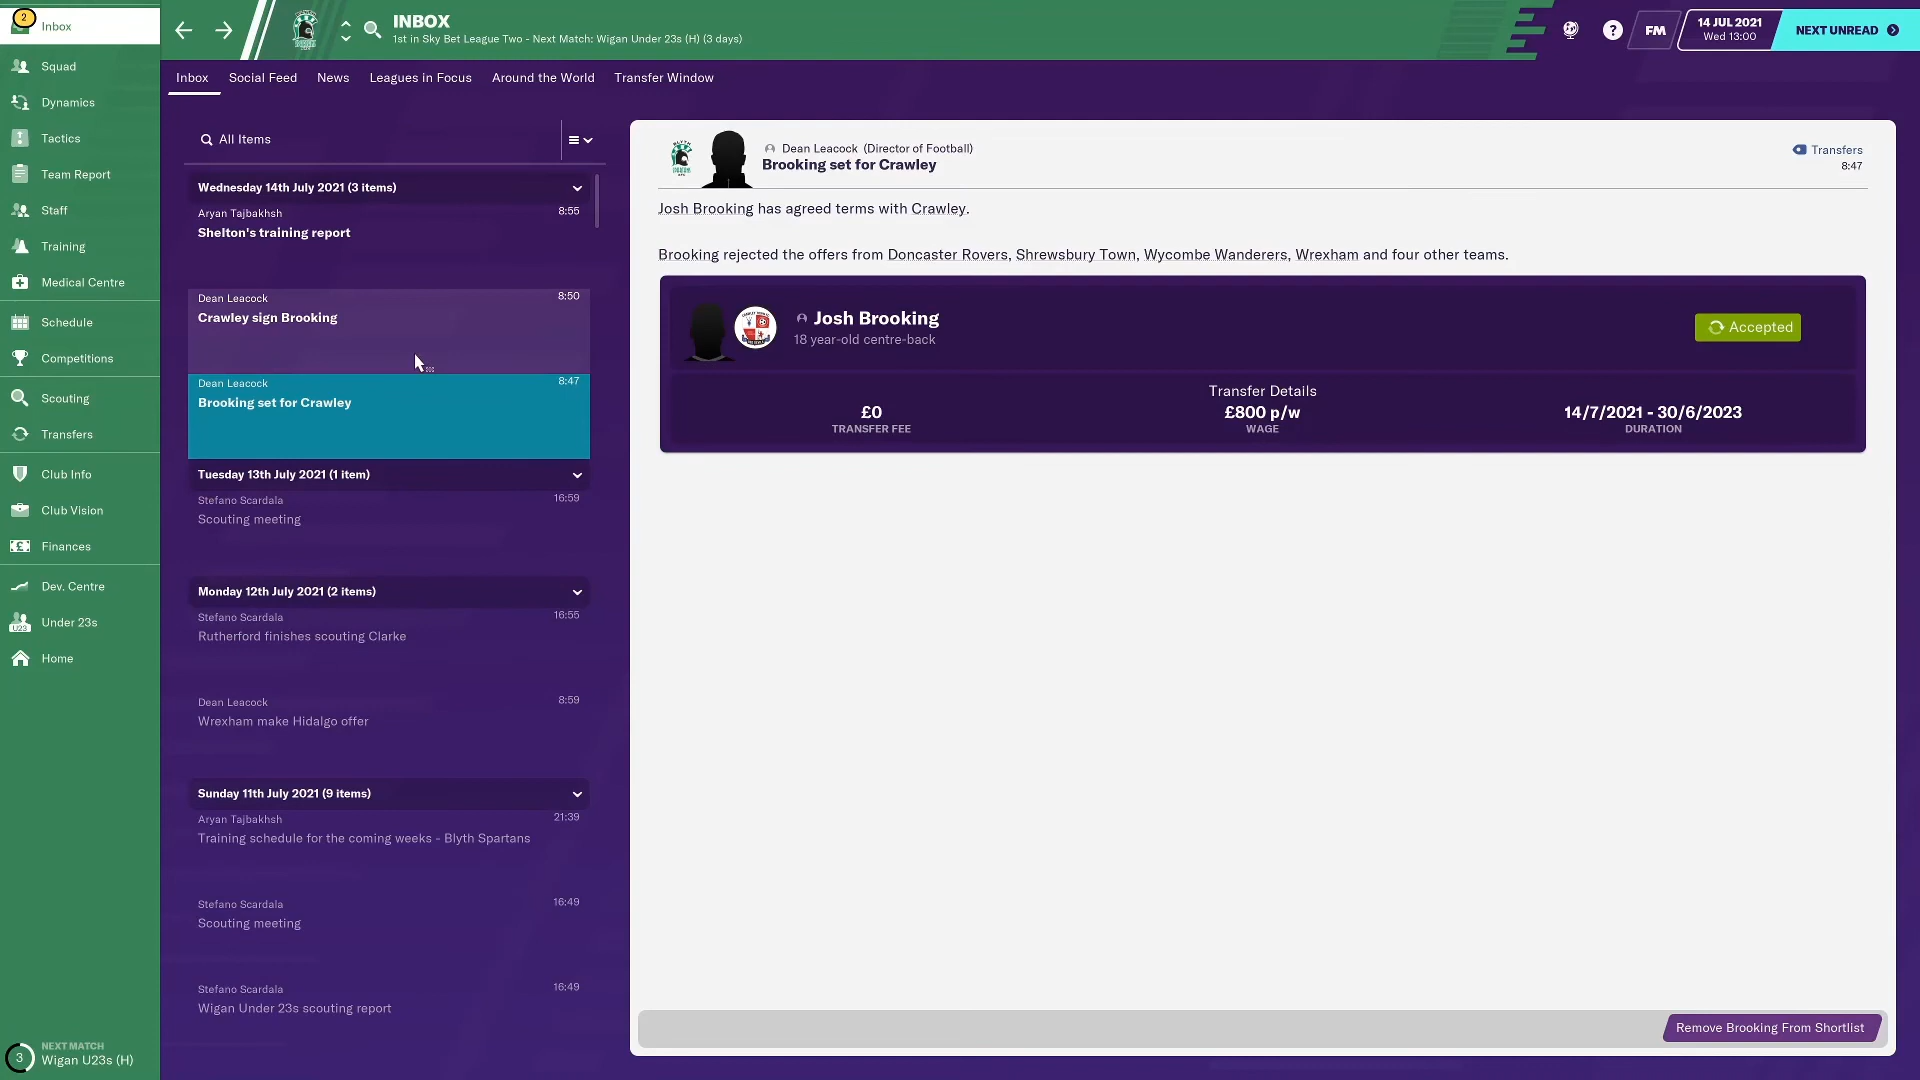 2
Inbox
Squad
Dynamics
Tactics
Team Report
Staff
Training
Medical Centre
Schedule
Competitions
Scouting
Transfers
Club Info
Club Vision
Finances
Dev. Centre
U23
Under 23s
Home
3
NEXT MATCH
Wigan U23s (H)
INBOX
1st in Sky Bet League Two - Next Match: Wigan Under 23s (H) (3 days)
?
FM
14 JUL 2021
Wed 13:00
NEXT UNREAD
Inbox
Social Feed
News
Leagues in Focus
Around the World
Transfer Window
All Items
Wednesday 14th July 2021 (3 items)
Aryan Tajbakhsh
8:55
Shelton's training report
Dean Leacock
8:50
Crawley sign Brooking
Dean Leacock
8:47
Brooking set for Crawley
Tuesday 13th July 2021 (1 item)
Stefano Scardala
16:59
Scouting meeting
Monday 12th July 2021 (2 items)
Stefano Scardala
16:55
Rutherford finishes scouting Clarke
Dean Leacock
8:59
Wrexham make Hidalgo offer
Sunday 11th July 2021 (9 items)
Aryan Tajbakhsh
21:39
Training schedule for the coming weeks - Blyth Spartans
Stefano Scardala
16:49
Scouting meeting
Stefano Scardala
16:49
Wigan Under 23s scouting report
Dean Leacock (Director of Football)
Brooking set for Crawley
Transfers
8:47
Josh Brooking has agreed terms with Crawley.
Brooking rejected the offers from Doncaster Rovers, Shrewsbury Town, Wycombe Wanderers, Wrexham and four other teams.
Josh Brooking
18 year-old centre-back
Accepted
Transfer Details
£0
TRANSFER FEE
£800 p/w
WAGE
14/7/2021 - 30/6/2023
DURATION
Remove Brooking From Shortlist